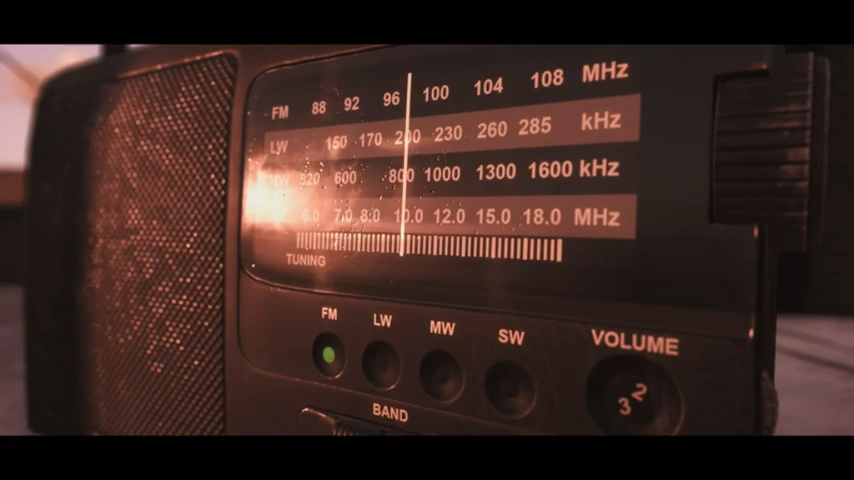 FM 88 92 96 100 104 108 MHz
LW 150 170 200 230 260 285 kHz
MW 520 600 800 1000 1300 1600 kHz
6.0 7.0 8.0 10.0 12.0 15.0 18.0 MHz
TUNING
FM LW MW SW VOLUME
2
3
BAND